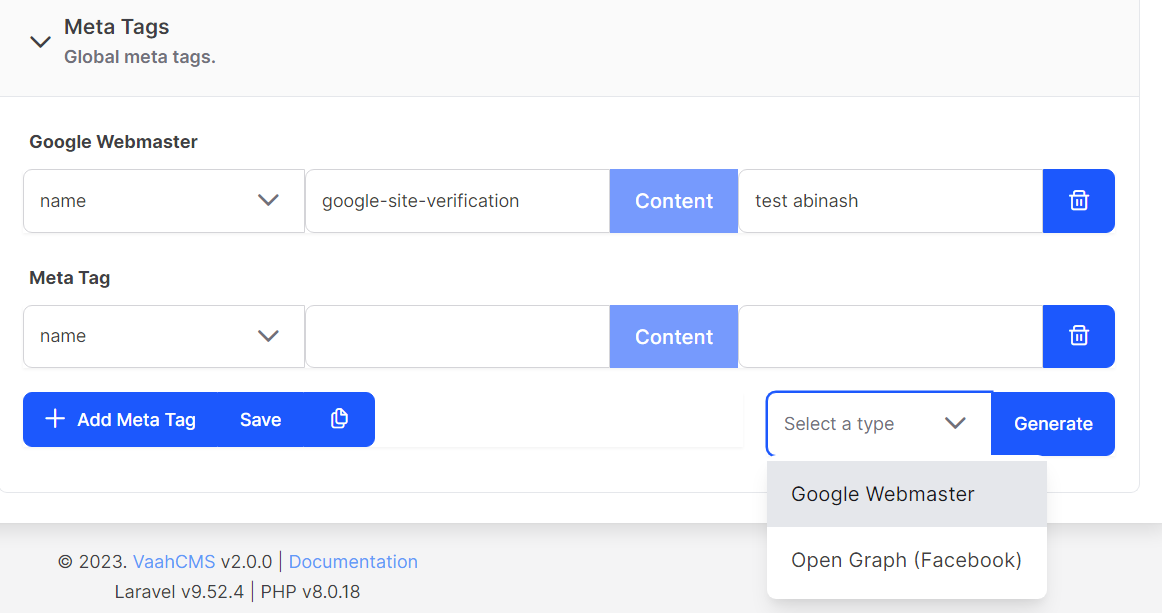 Meta Tags
Global meta tags.
Google Webmaster
name google-site-verification Content test abinash
Meta Tag
name Content
Add Meta Tag Save Select a type Generate
Google Webmaster
Open Graph (Facebook)
© 2023. VaahCMS v2.0.0 | Documentation
Laravel v9.52.4 | PHP v8.0.18